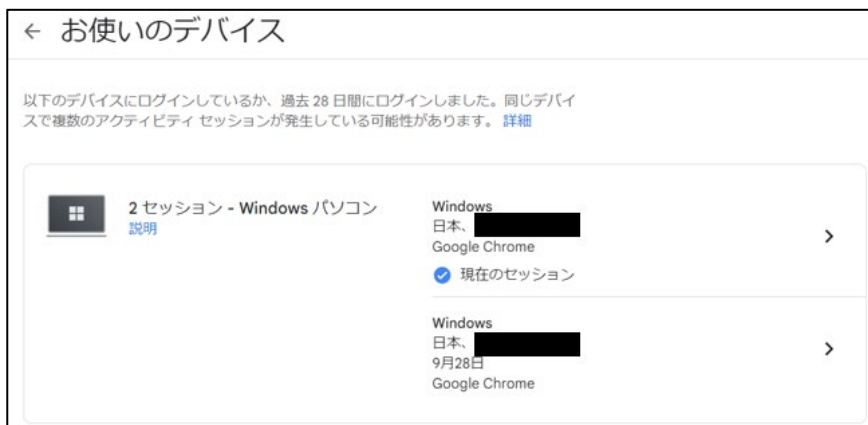 ← お使いのデバイス
以下のデバイスにログインしているか、過去 28 日間にログインしました。同じデバイ
スで複数のアクティビティ セッションが発生している可能性があります。 詳細
2 セッション - Windows パソコン
説明
Windows
日本、
Google Chrome
現在のセッション
Windows
日本、
9月28日
Google Chrome